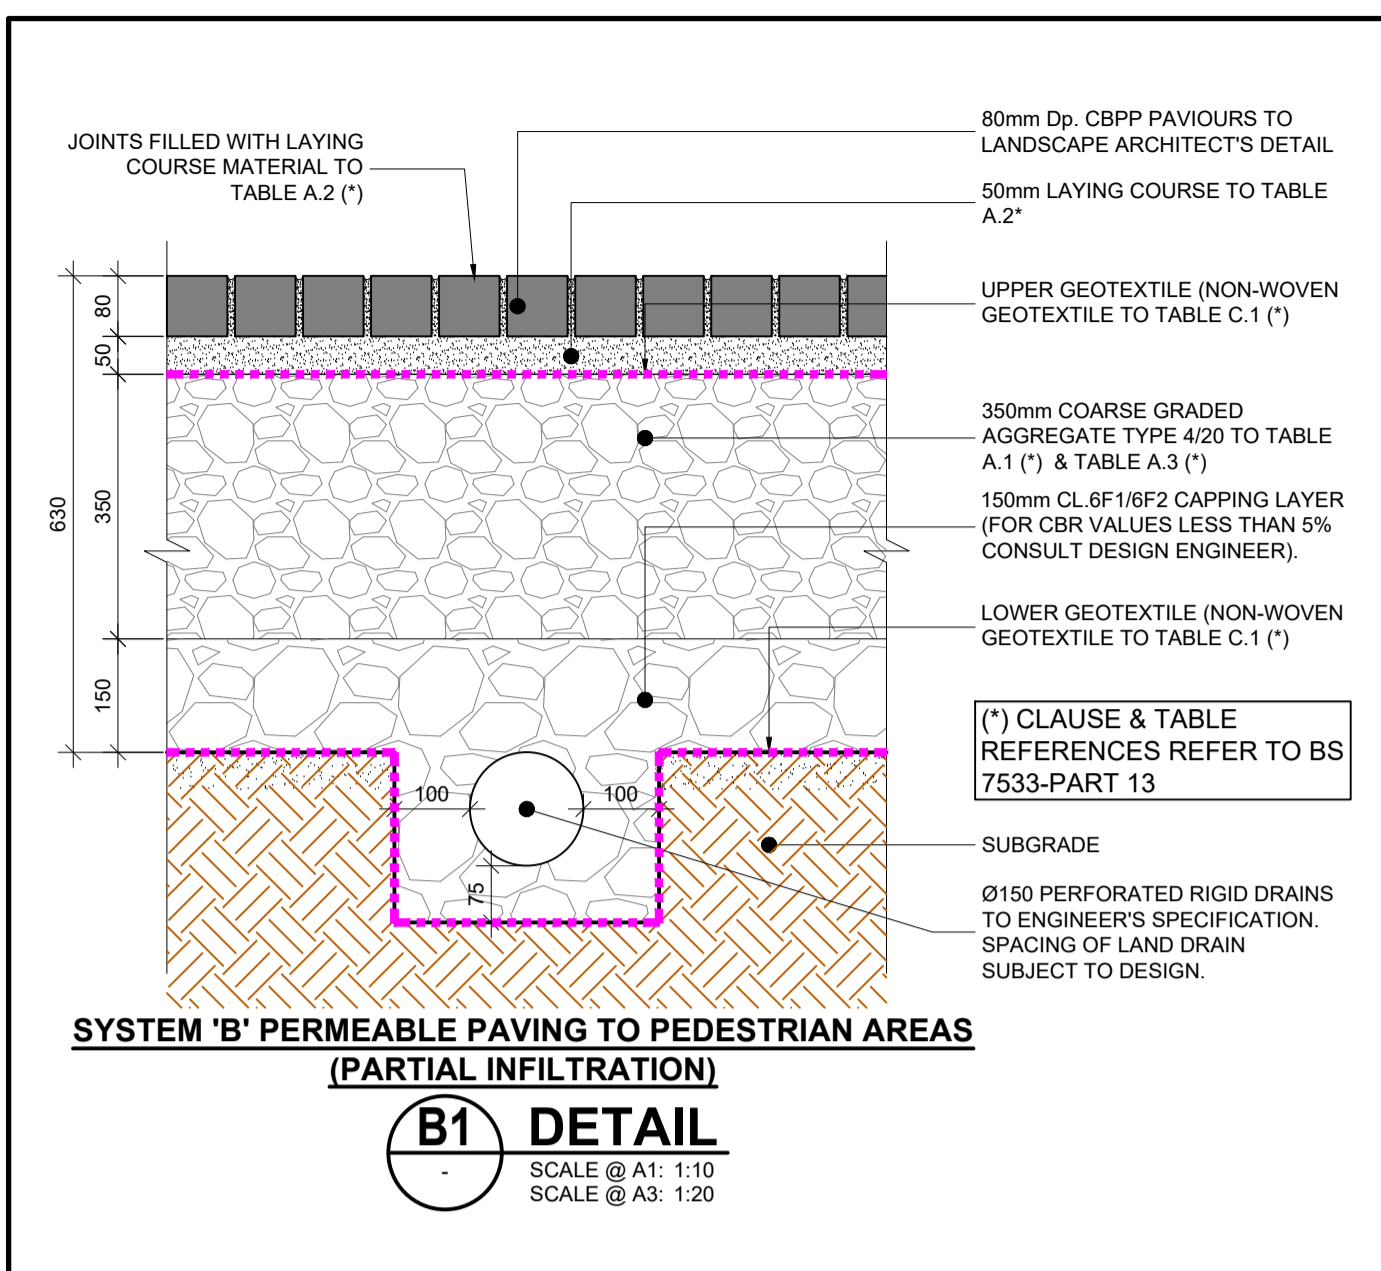 JOINTS FILLED WITH LAYING
COURSE MATERIAL TO
TABLE A.2 (*)
80mm Dp. CBPP PAVIOURS TO
LANDSCAPE ARCHITECT'S DETAIL
50mm LAYING COURSE TO TABLE
A.2*
UPPER GEOTEXTILE (NON-WOVEN
GEOTEXTILE TO TABLE C.1 (*)
350mm COARSE GRADED
AGGREGATE TYPE 4/20 TO TABLE
A.1 (*) & TABLE A.3 (*)
150mm CL.6F1/6F2 CAPPING LAYER
(FOR CBR VALUES LESS THAN 5%
CONSULT DESIGN ENGINEER).
LOWER GEOTEXTILE (NON-WOVEN
GEOTEXTILE TO TABLE C.1 (*)
(*) CLAUSE & TABLE
REFERENCES REFER TO BS
7533-PART 13
SUBGRADE
Ø150 PERFORATED RIGID DRAINS
TO ENGINEER'S SPECIFICATION.
SPACING OF LAND DRAIN
SUBJECT TO DESIGN.
630
80
50
350
150
100
100
75
SYSTEM 'B' PERMEABLE PAVING TO PEDESTRIAN AREAS
(PARTIAL INFILTRATION)
B1
-
DETAIL
SCALE @ A1: 1:10
SCALE @ A3: 1:20